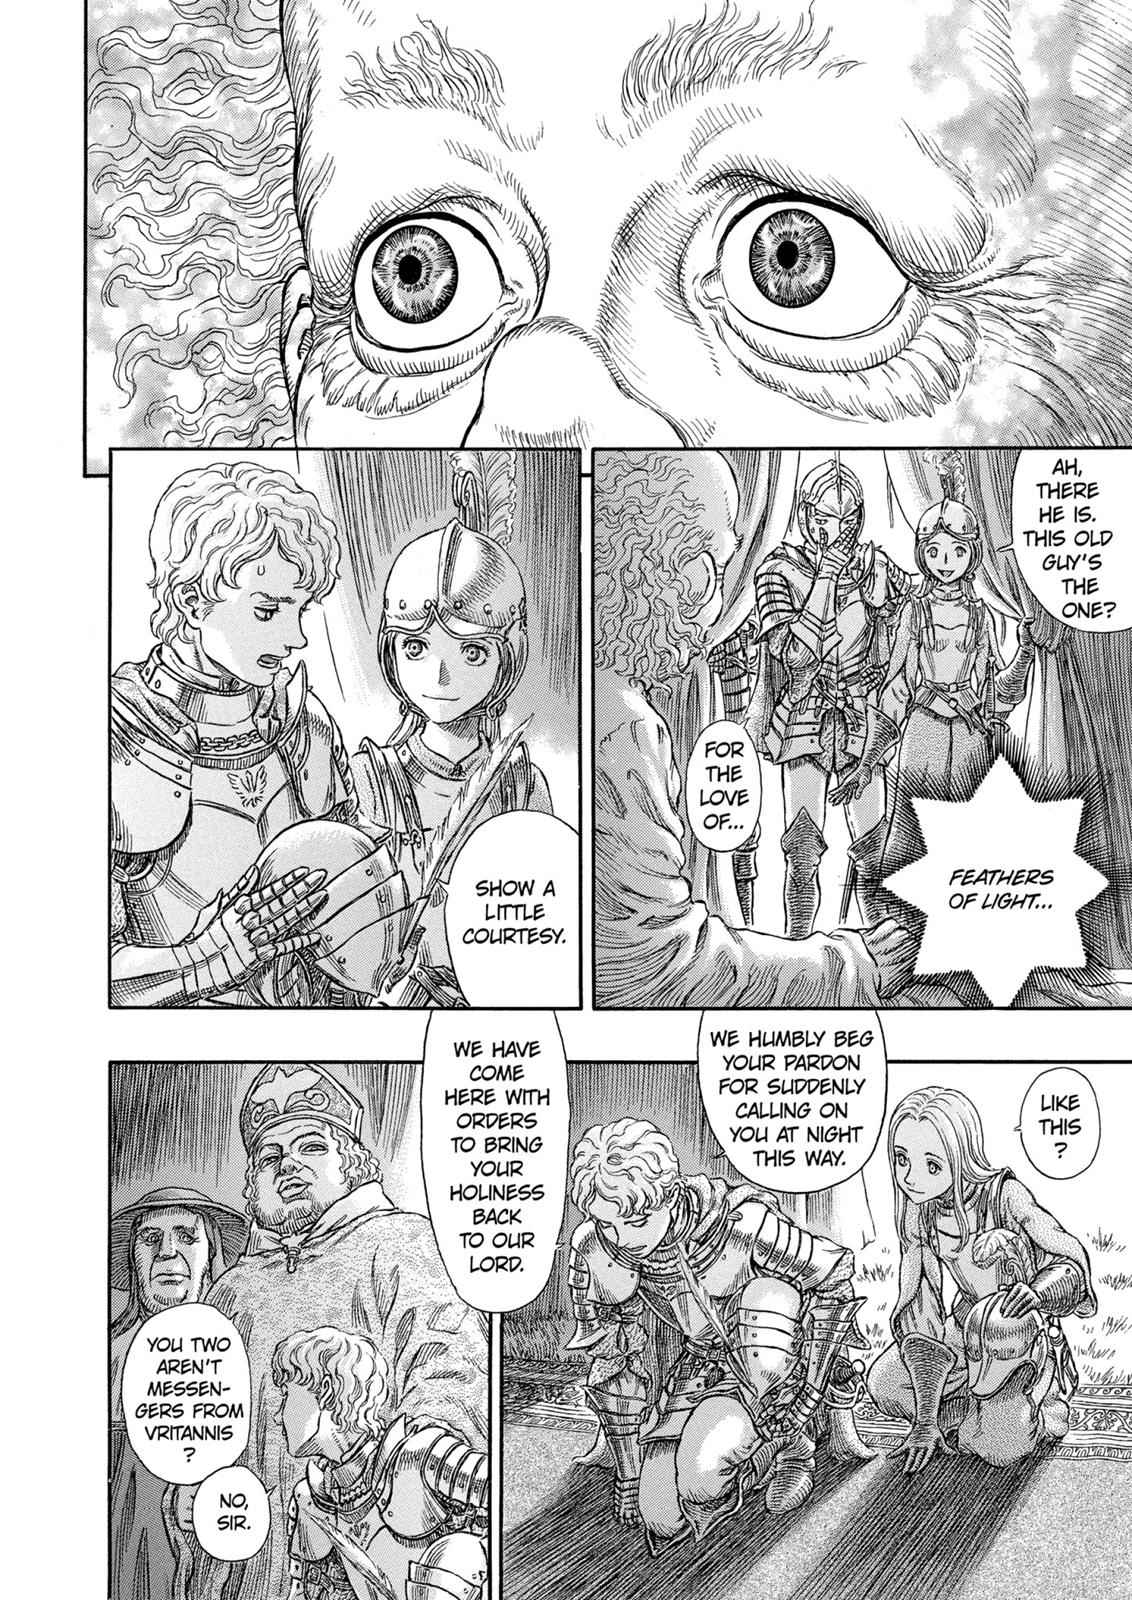 AH,
THERE
HE IS.
THIS OLD
GUY'S
THE
ONE?
FOR
THE
LOVE
OF...
FEATHERS
OF LIGHT...
SHOW A
LITTLE
COURTESY.
LIKE
THIS
?
WE HUMBLY BEG
YOUR PARDON
FOR SUDDENLY
CALLING ON
YOU AT NIGHT
THIS WAY.
WE HAVE
COME
HERE WITH
ORDERS
TO BRING
YOUR
HOLINESS
BACK
TO OUR
LORD.
YOU TWO
AREN'T
MESSEN-
GERS FROM
VRITANNIS
?
NO,
SIR.